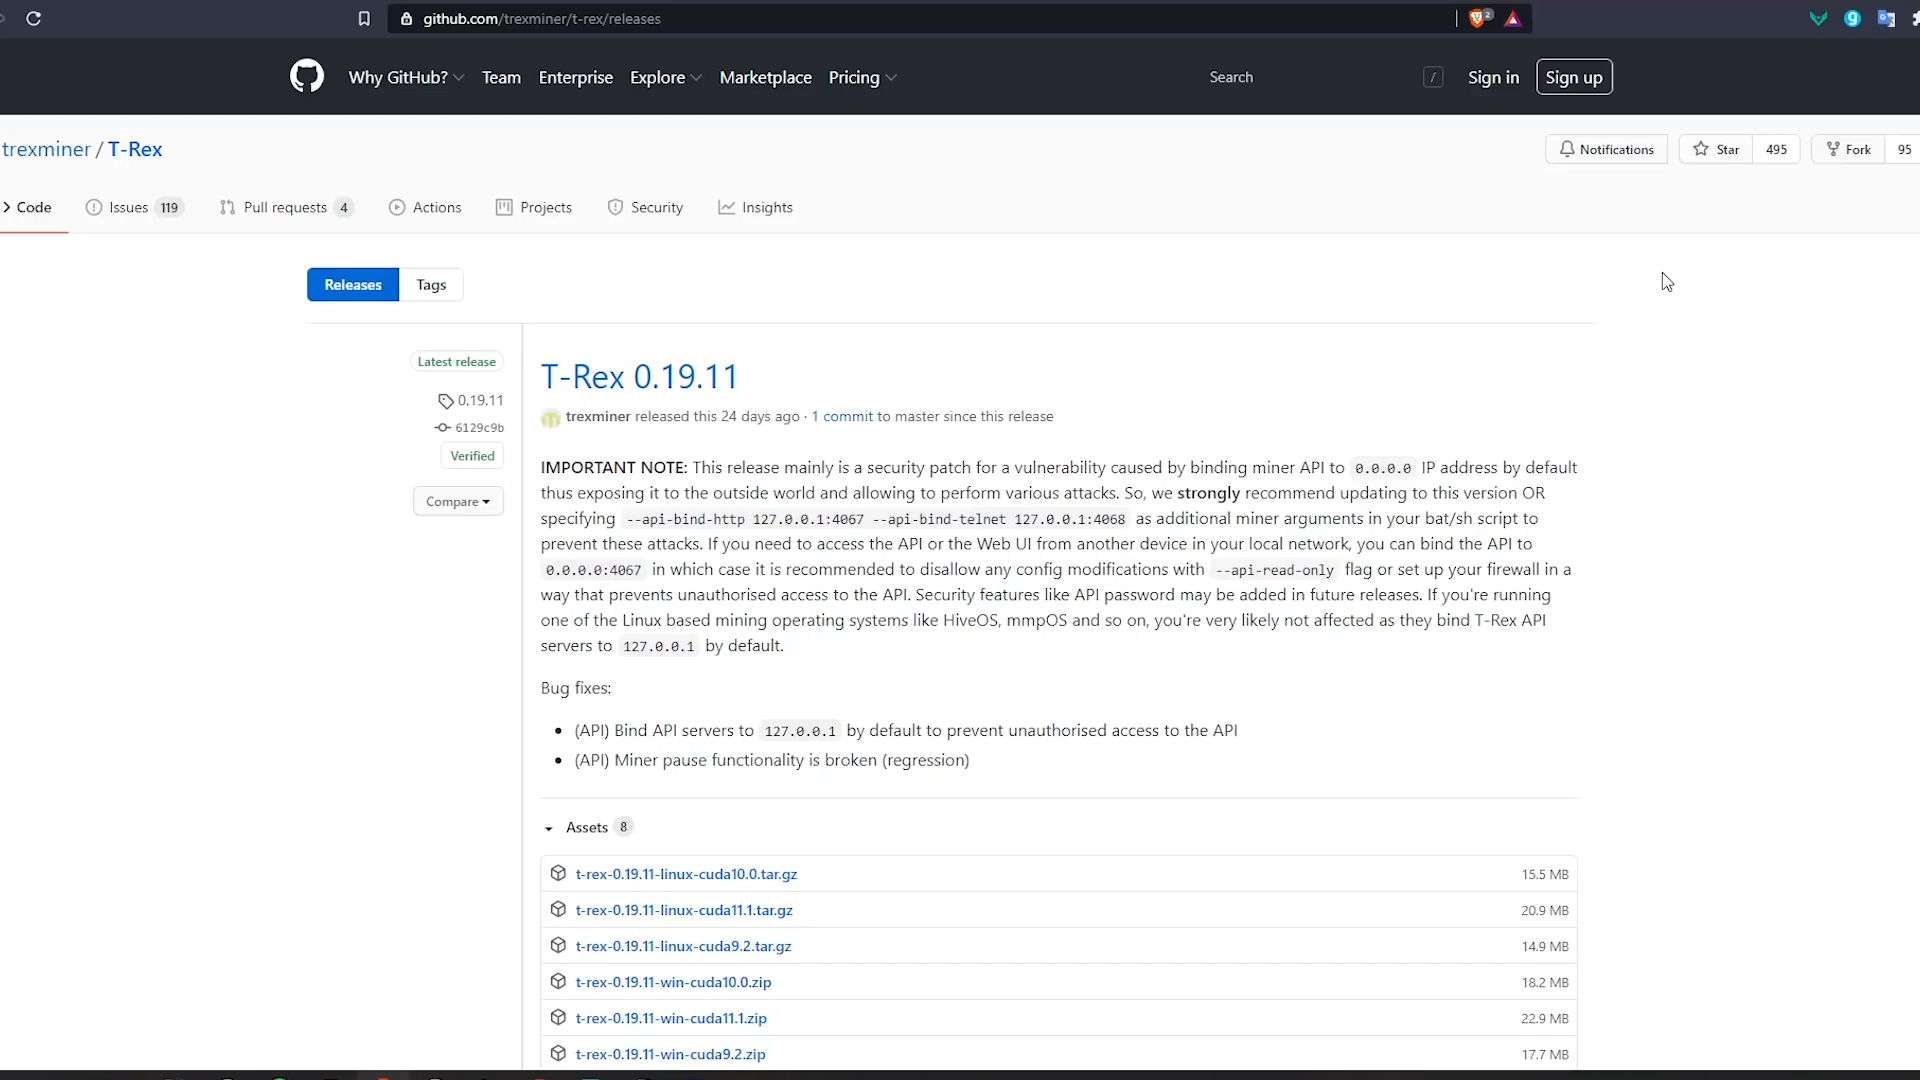 github.com/trexminer/t-rex/releases
2
Why GitHub? Team Enterprise Explore Marketplace Pricing Search / Sign in Sign up
trexminer / T-Rex
Notifications Star 495 Fork 95
Code Issues 119 Pull requests 4 Actions Projects Security Insights
Releases Tags
Latest release
0.19.11
6129c9b
Verified
Compare
T-Rex 0.19.11
trexminer released this 24 days ago · 1 commit to master since this release
IMPORTANT NOTE: This release mainly is a security patch for a vulnerability caused by binding miner API to 0.0.0.0 IP address by default
thus exposing it to the outside world and allowing to perform various attacks. So, we strongly recommend updating to this version OR
specifying --api-bind-http 127.0.0.1:4067 --api-bind-telnet 127.0.0.1:4068 as additional miner arguments in your bat/sh script to
prevent these attacks. If you need to access the API or the Web UI from another device in your local network, you can bind the API to
0.0.0.0:4067 in which case it is recommended to disallow any config modifications with --api-read-only flag or set up your firewall in a
way that prevents unauthorised access to the API. Security features like API password may be added in future releases. If you're running
one of the Linux based mining operating systems like HiveOS, mmpOS and so on, you're very likely not affected as they bind T-Rex API
servers to 127.0.0.1 by default.
Bug fixes:
• (API) Bind API servers to 127.0.0.1 by default to prevent unauthorised access to the API
• (API) Miner pause functionality is broken (regression)
Assets 8
t-rex-0.19.11-linux-cuda10.0.tar.gz 15.5 MB
t-rex-0.19.11-linux-cuda11.1.tar.gz 20.9 MB
t-rex-0.19.11-linux-cuda9.2.tar.gz 14.9 MB
t-rex-0.19.11-win-cuda10.0.zip 18.2 MB
t-rex-0.19.11-win-cuda11.1.zip 22.9 MB
t-rex-0.19.11-win-cuda9.2.zip 17.7 MB